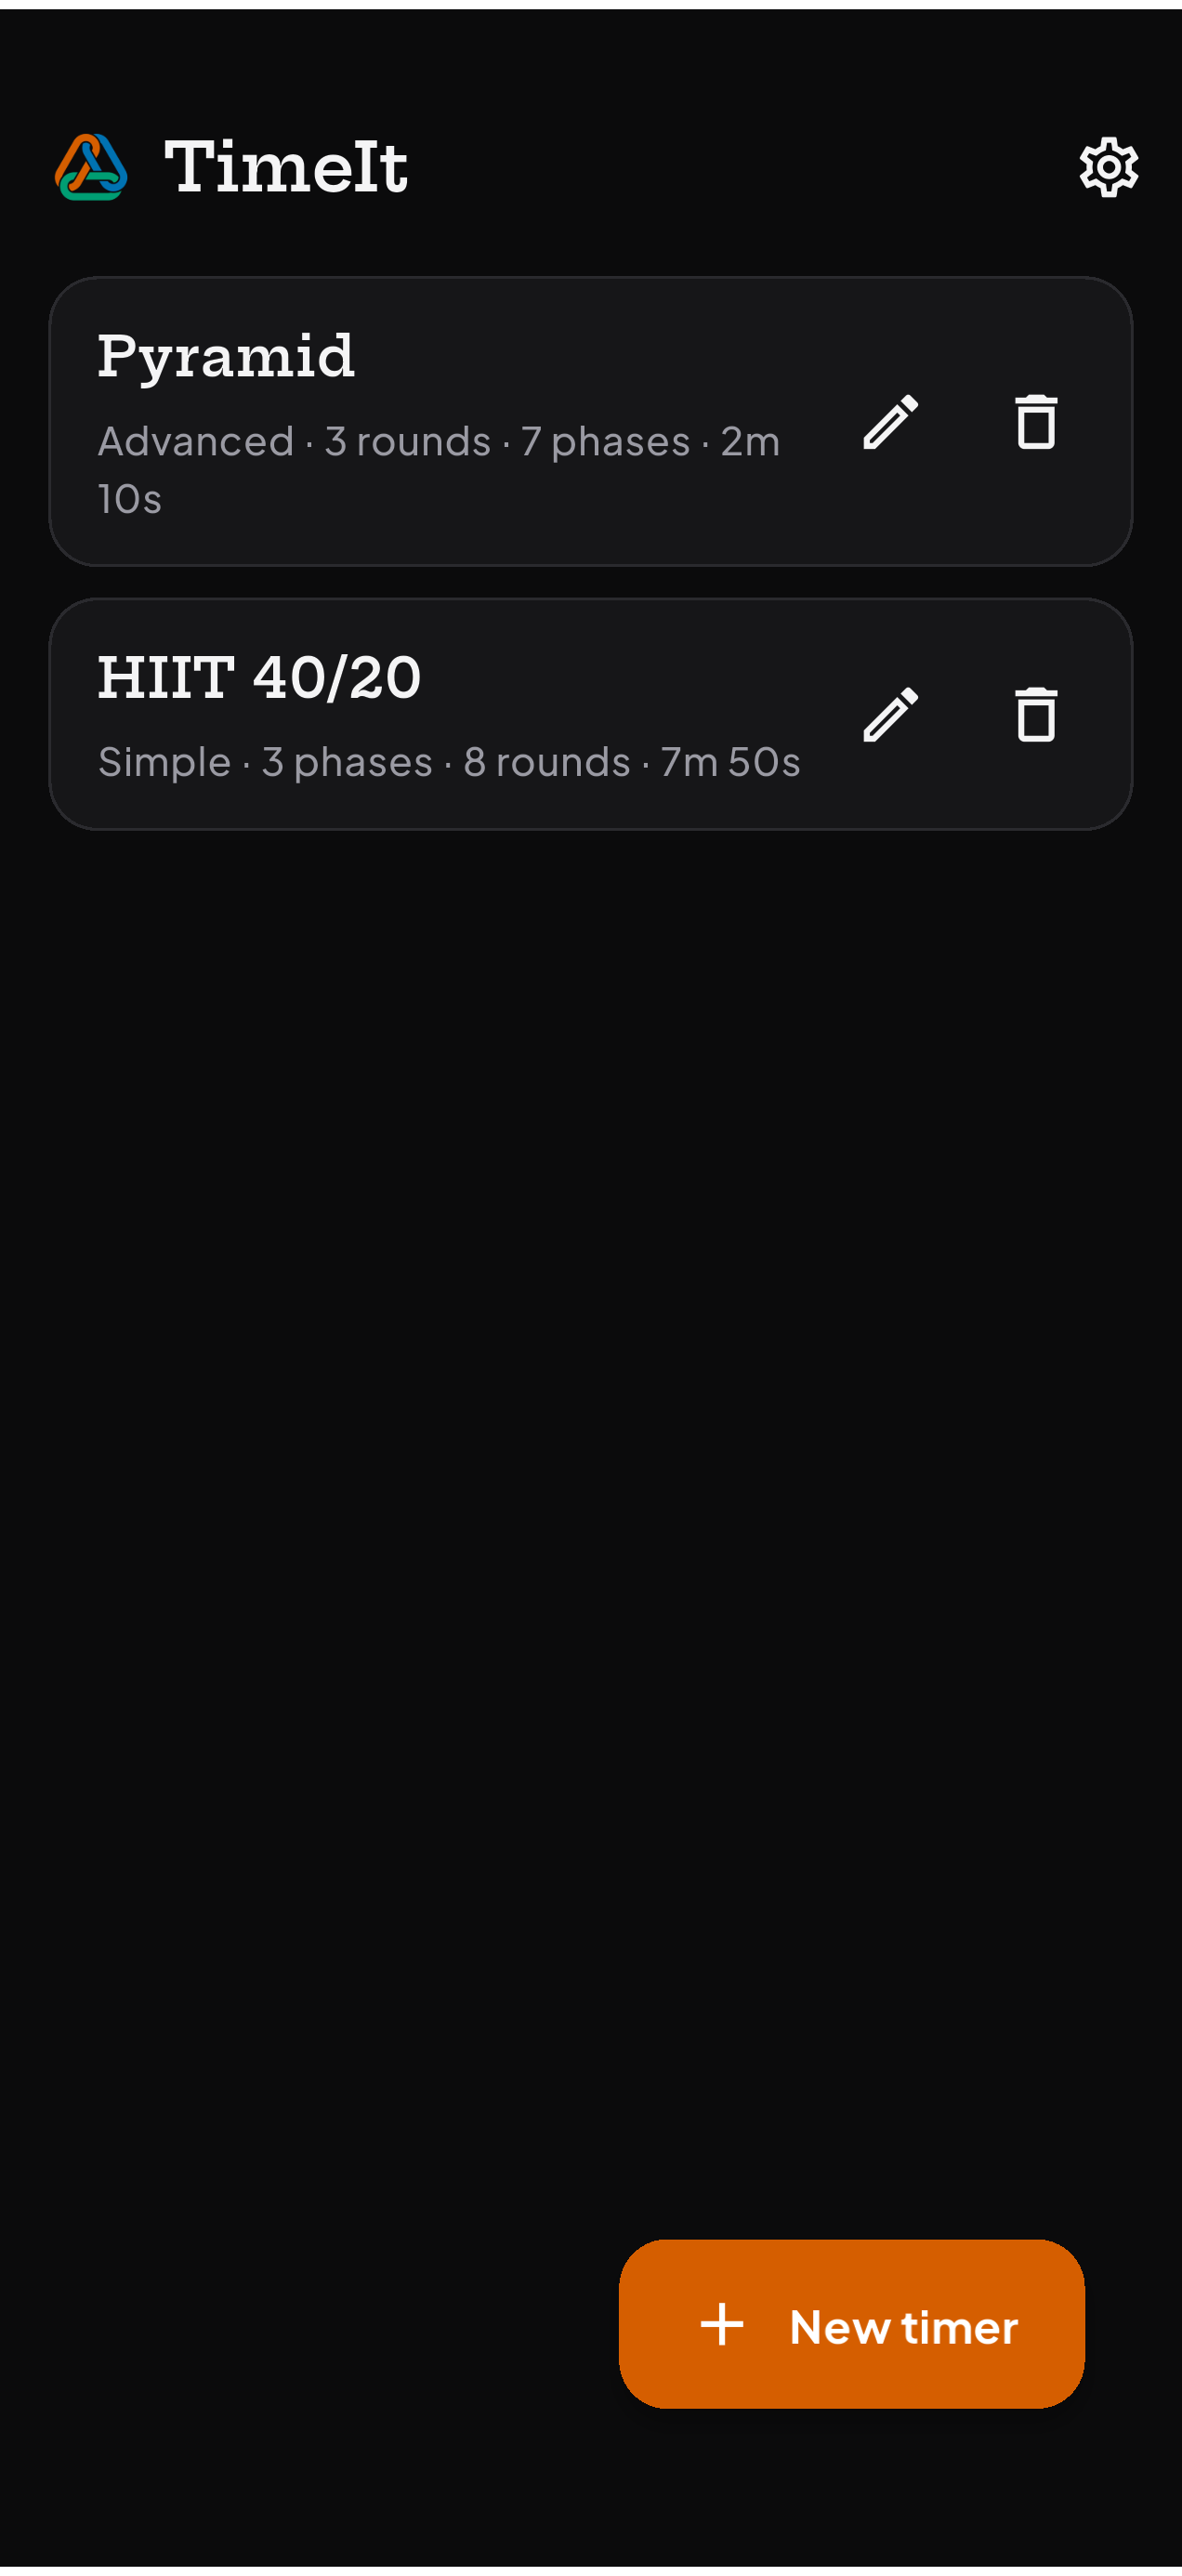 TimeIt
Pyramid
Advanced · 3 rounds · 7 phases · 2m
10s
HIIT 40/20
Simple · 3 phases · 8 rounds · 7m 50s
New timer